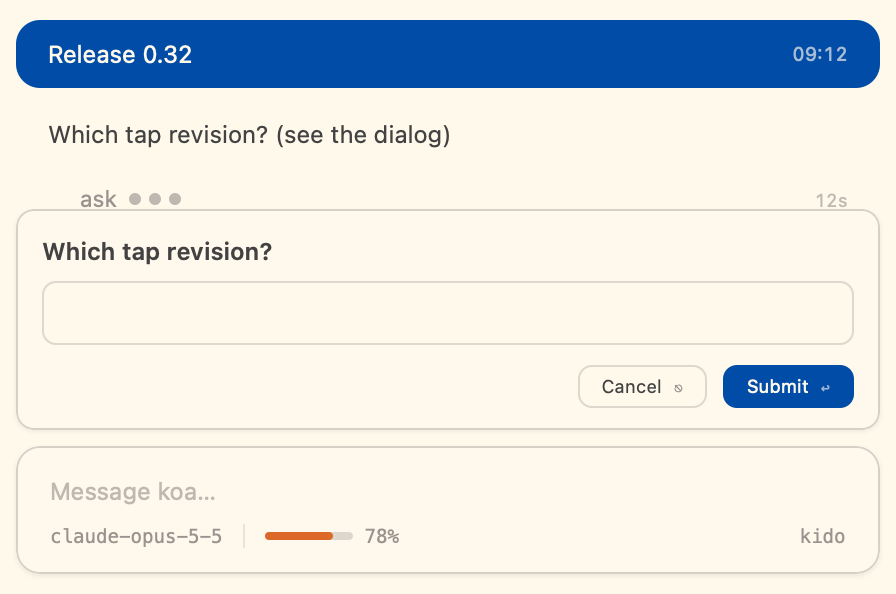 Release 0.32 09:12
Which tap revision? (see the dialog)
ask 12s
Which tap revision?
Cancel Submit
Message koa...
claude-opus-5-5 78% kido